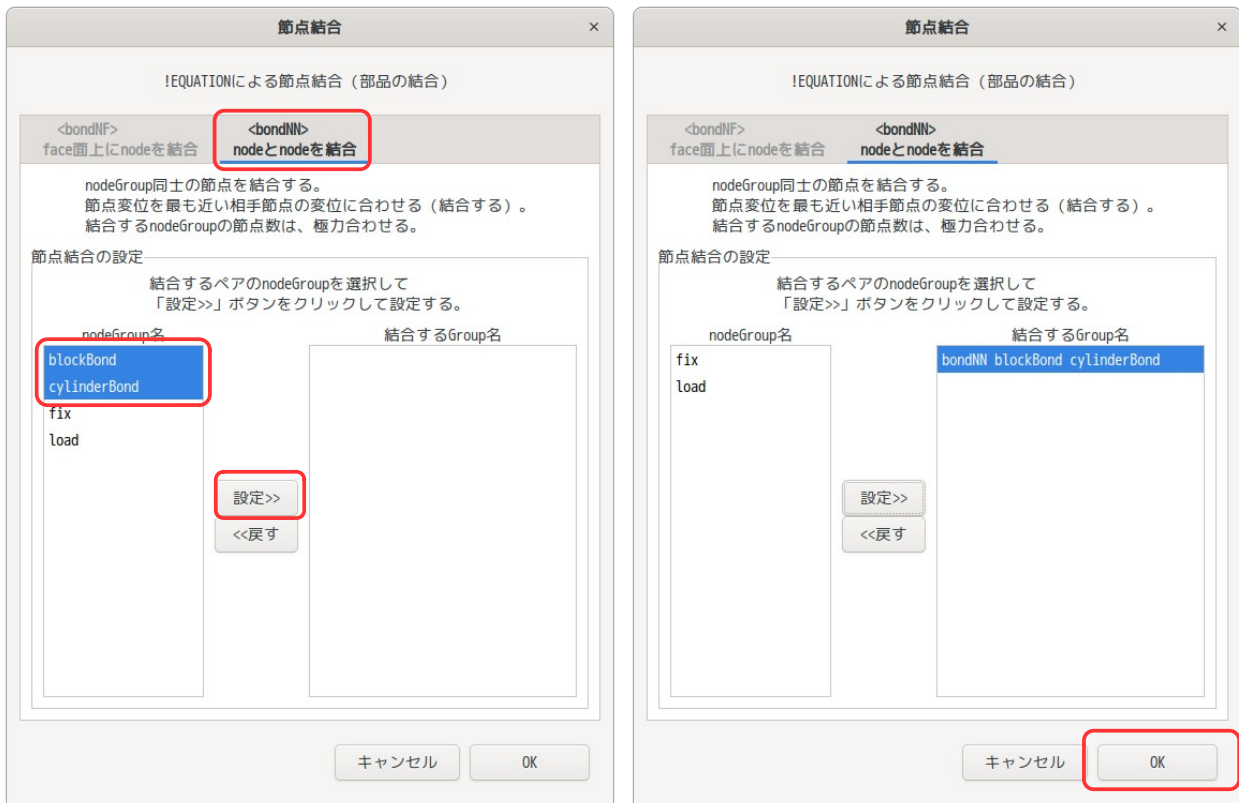 節点結合 ×
!EQUATIONによる節点結合（部品の結合）
<bondNF>
face面上にnodeを結合
<bondNN>
nodeとnodeを結合
nodeGroup同士の節点を結合する。
節点変位を最も近い相手節点の変位に合わせる（結合する）。
結合するnodeGroupの節点数は、極力合わせる。
節点結合の設定
結合するペアのnodeGroupを選択して
「設定>>」ボタンをクリックして設定する。
nodeGroup名
blockBond
cylinderBond
fix
load
設定>>
<<戻す
結合するGroup名
キャンセル
OK
節点結合 ×
!EQUATIONによる節点結合（部品の結合）
<bondNF>
face面上にnodeを結合
<bondNN>
nodeとnodeを結合
nodeGroup同士の節点を結合する。
節点変位を最も近い相手節点の変位に合わせる（結合する）。
結合するnodeGroupの節点数は、極力合わせる。
節点結合の設定
結合するペアのnodeGroupを選択して
「設定>>」ボタンをクリックして設定する。
nodeGroup名
fix
load
設定>>
<<戻す
結合するGroup名
bondNN blockBond cylinderBond
キャンセル
OK